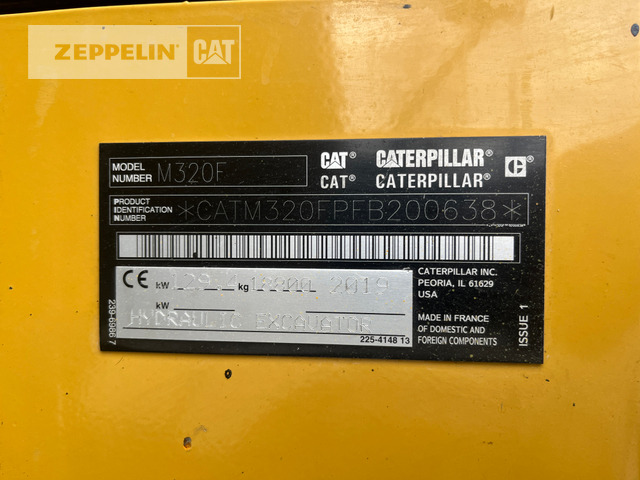 ZEPPELIN CAT
MODEL NUMBER M320F
CAT® CATERPILLAR®
CAT® CATERPILLAR®
PRODUCT IDENTIFICATION NUMBER *CATM320FPFB200638*
CE kW kg 2019
kW
HYDRAULIC EXCAVATOR
225-4148 13
CATERPILLAR INC.
PEORIA, IL 61629
USA
MADE IN FRANCE
OF DOMESTIC AND
FOREIGN COMPONENTS
ISSUE 1